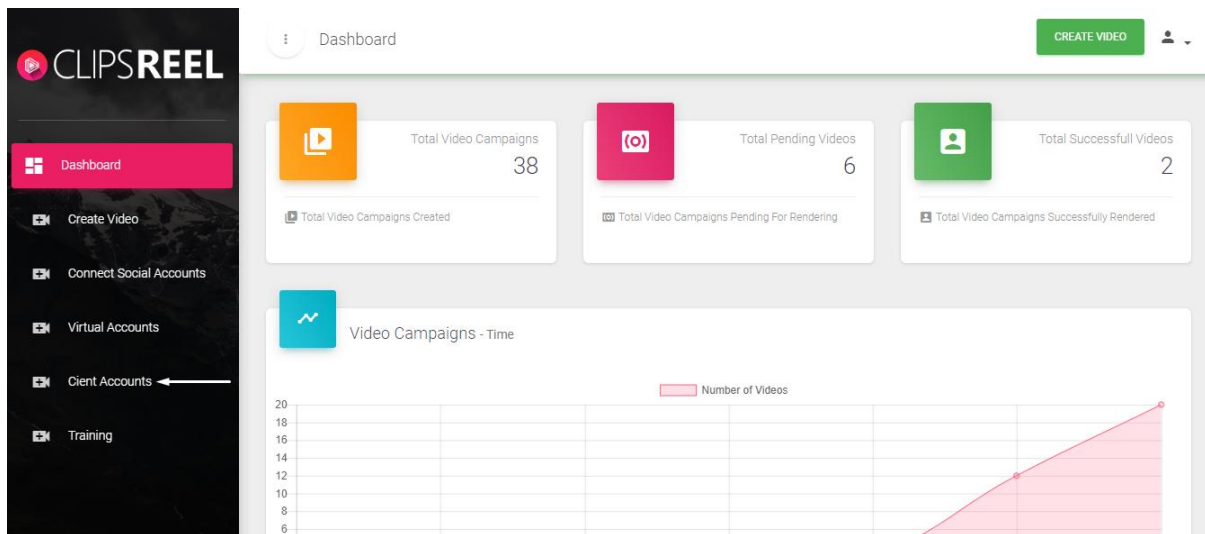 CLIPSREEL
Dashboard
Create Video
Connect Social Accounts
Virtual Accounts
Cient Accounts
Training
Dashboard
CREATE VIDEO
Total Video Campaigns
38
Total Video Campaigns Created
Total Pending Videos
6
Total Video Campaigns Pending For Rendering
Total Successfull Videos
2
Total Video Campaigns Successfully Rendered
Video Campaigns - Time
Number of Videos
20
18
16
14
12
10
8
6